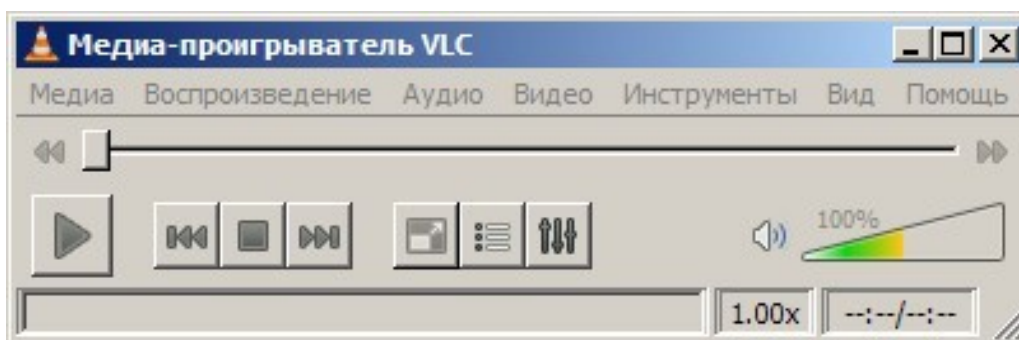 Медиа-проигрыватель VLC
Медиа Воспроизведение Аудио Видео Инструменты Вид Помощь
100%
1.00x --:--/--:--